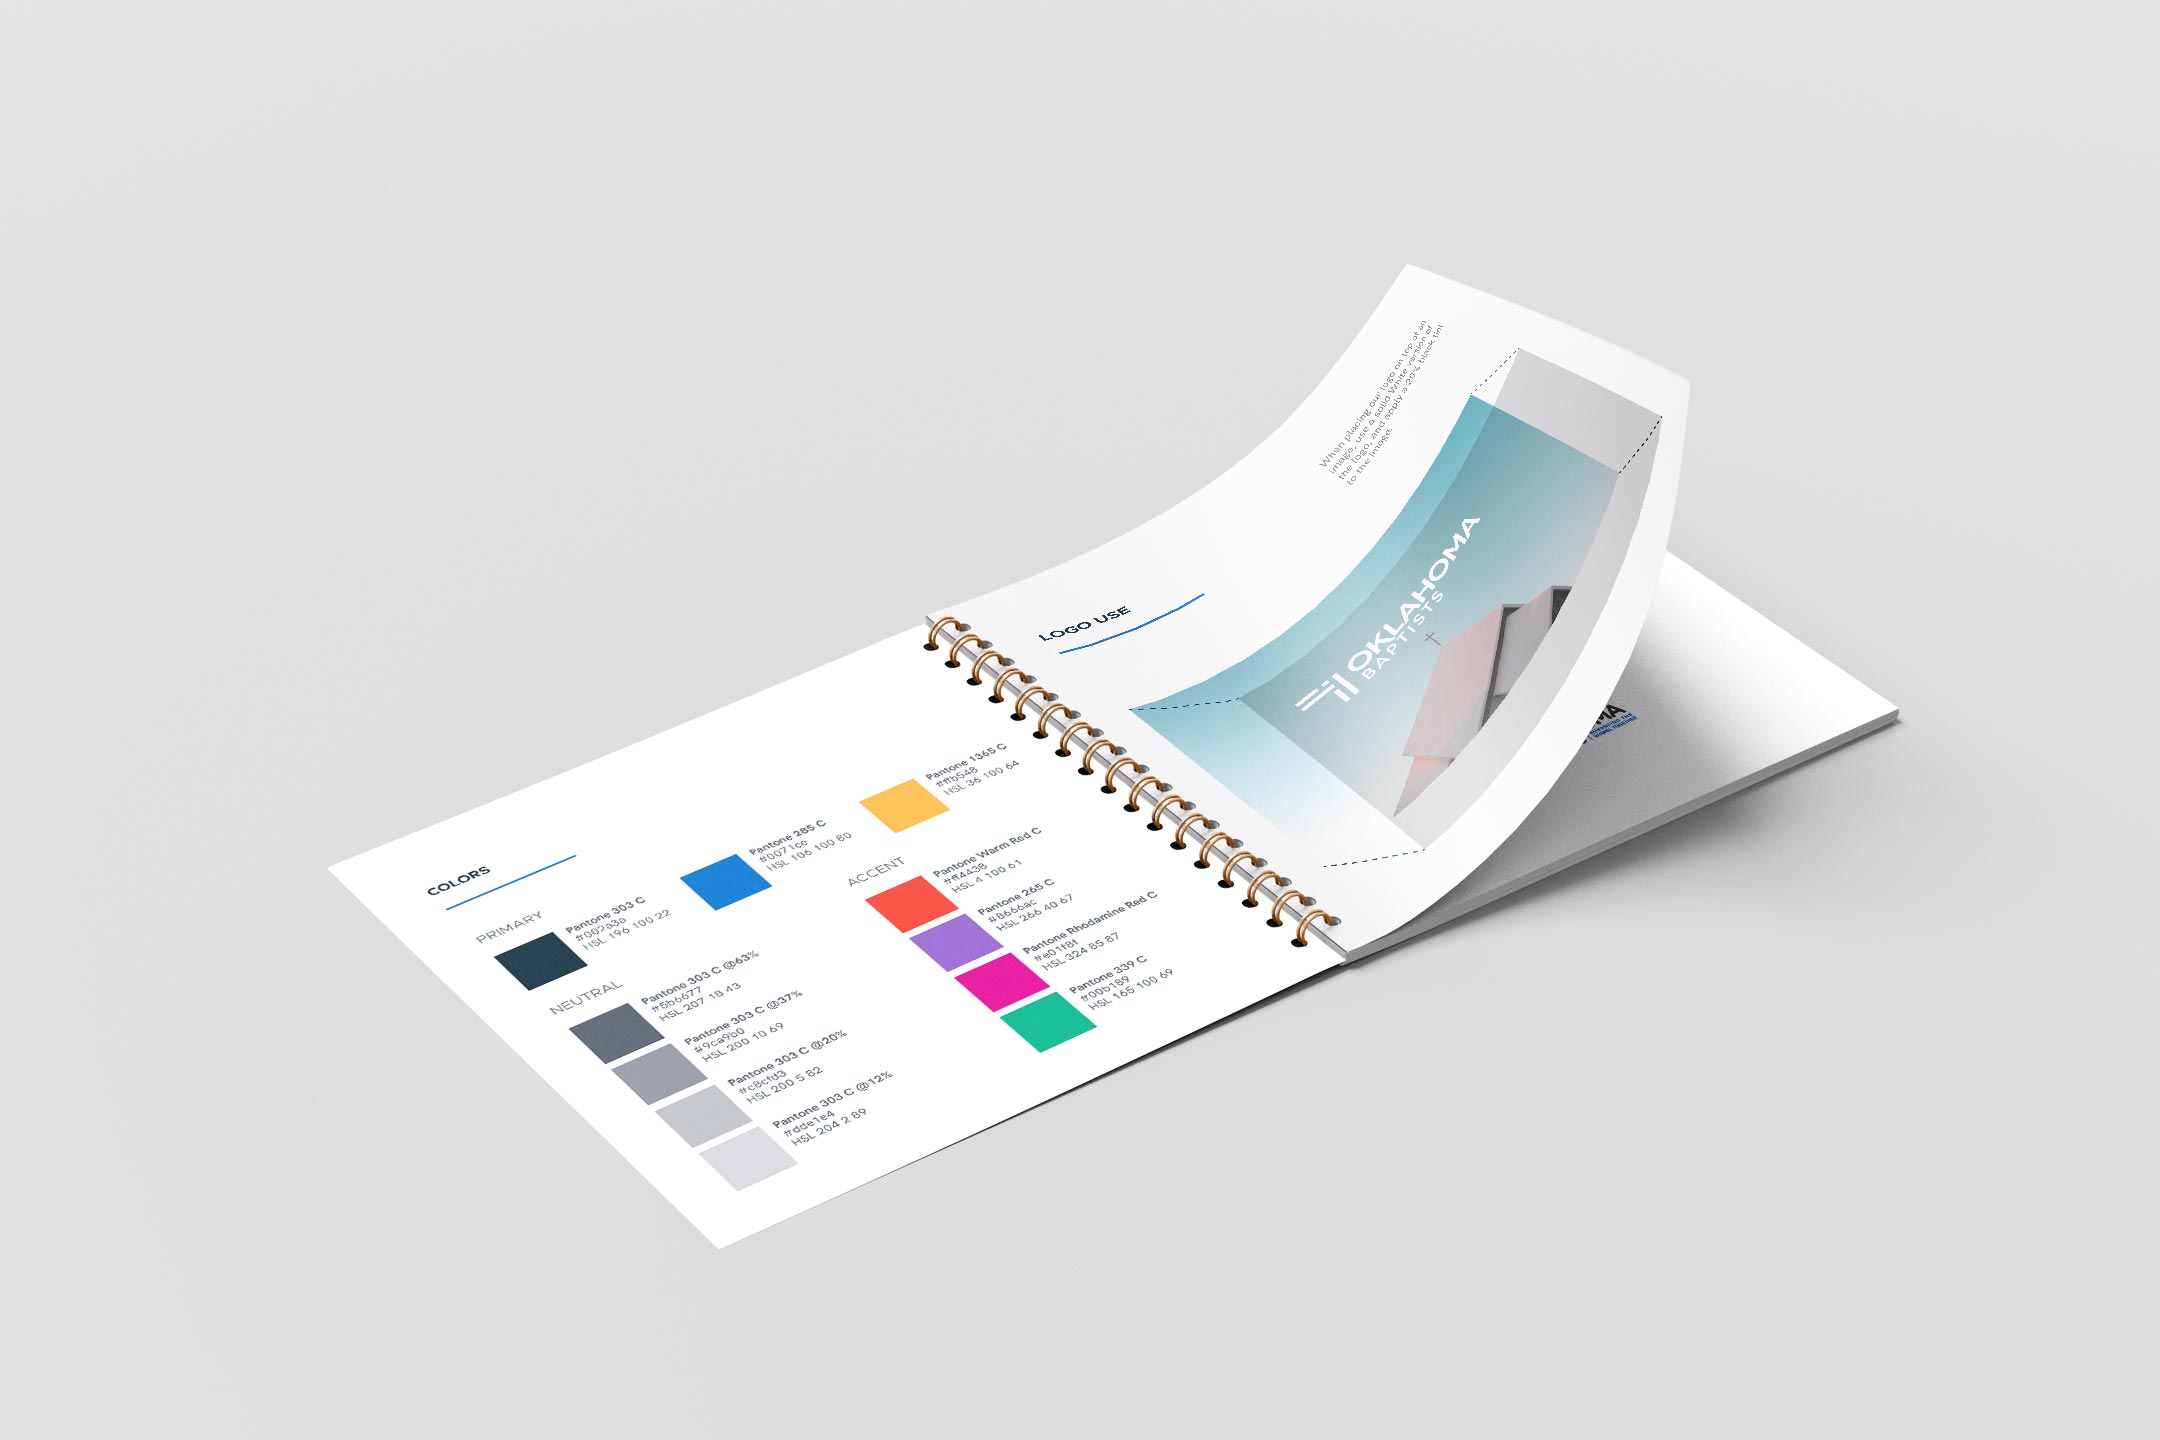 COLORS
PRIMARY
Pantone 303 C
#002a3a
HSL 196 100 22
Pantone 285 C
#0071ce
HSL 106 100 80
Pantone 1365 C
#ffb548
HSL 36 100 64
NEUTRAL
Pantone 303 C @63%
#5b6677
HSL 207 18 43
Pantone 303 C @37%
#9ca9b0
HSL 200 10 69
Pantone 303 C @20%
#c8cfd3
HSL 200 5 82
Pantone 303 C @12%
#dde1e4
HSL 204 2 89
ACCENT
Pantone Warm Red C
#ff4438
HSL 4 100 61
Pantone 265 C
#8666ac
HSL 266 40 67
Pantone Rhodamine Red C
#e01f8f
HSL 324 85 87
Pantone 339 C
#00b189
HSL 165 100 69
LOGO USE
When placing our logo on top of an
image, use a solid White version of
the logo, and apply a 20% black tint
to the image.
OKLAHOMA
BAPTISTS